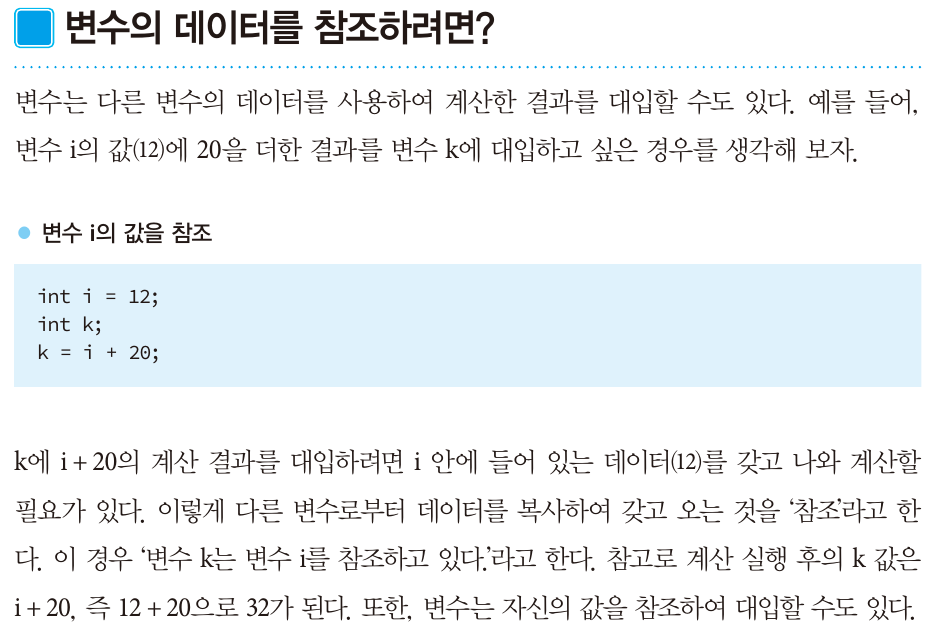 변수의 데이터를 참조하려면?
변수는 다른 변수의 데이터를 사용하여 계산한 결과를 대입할 수도 있다. 예를 들어,
변수 i의 값(12)에 20을 더한 결과를 변수 k에 대입하고 싶은 경우를 생각해 보자.
● 변수 i의 값을 참조
int i = 12;
int k;
k = i + 20;
k에 i + 20의 계산 결과를 대입하려면 i 안에 들어 있는 데이터(12)를 갖고 나와 계산할
필요가 있다. 이렇게 다른 변수로부터 데이터를 복사하여 갖고 오는 것을 ‘참조’라고 한
다. 이 경우 ‘변수 k는 변수 i를 참조하고 있다.’라고 한다. 참고로 계산 실행 후의 k 값은
i + 20, 즉 12 + 20으로 32가 된다. 또한, 변수는 자신의 값을 참조하여 대입할 수도 있다.